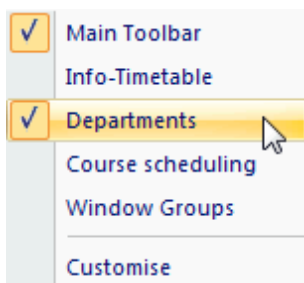 Main Toolbar
Info-Timetable
Departments
Course scheduling
Window Groups
Customise